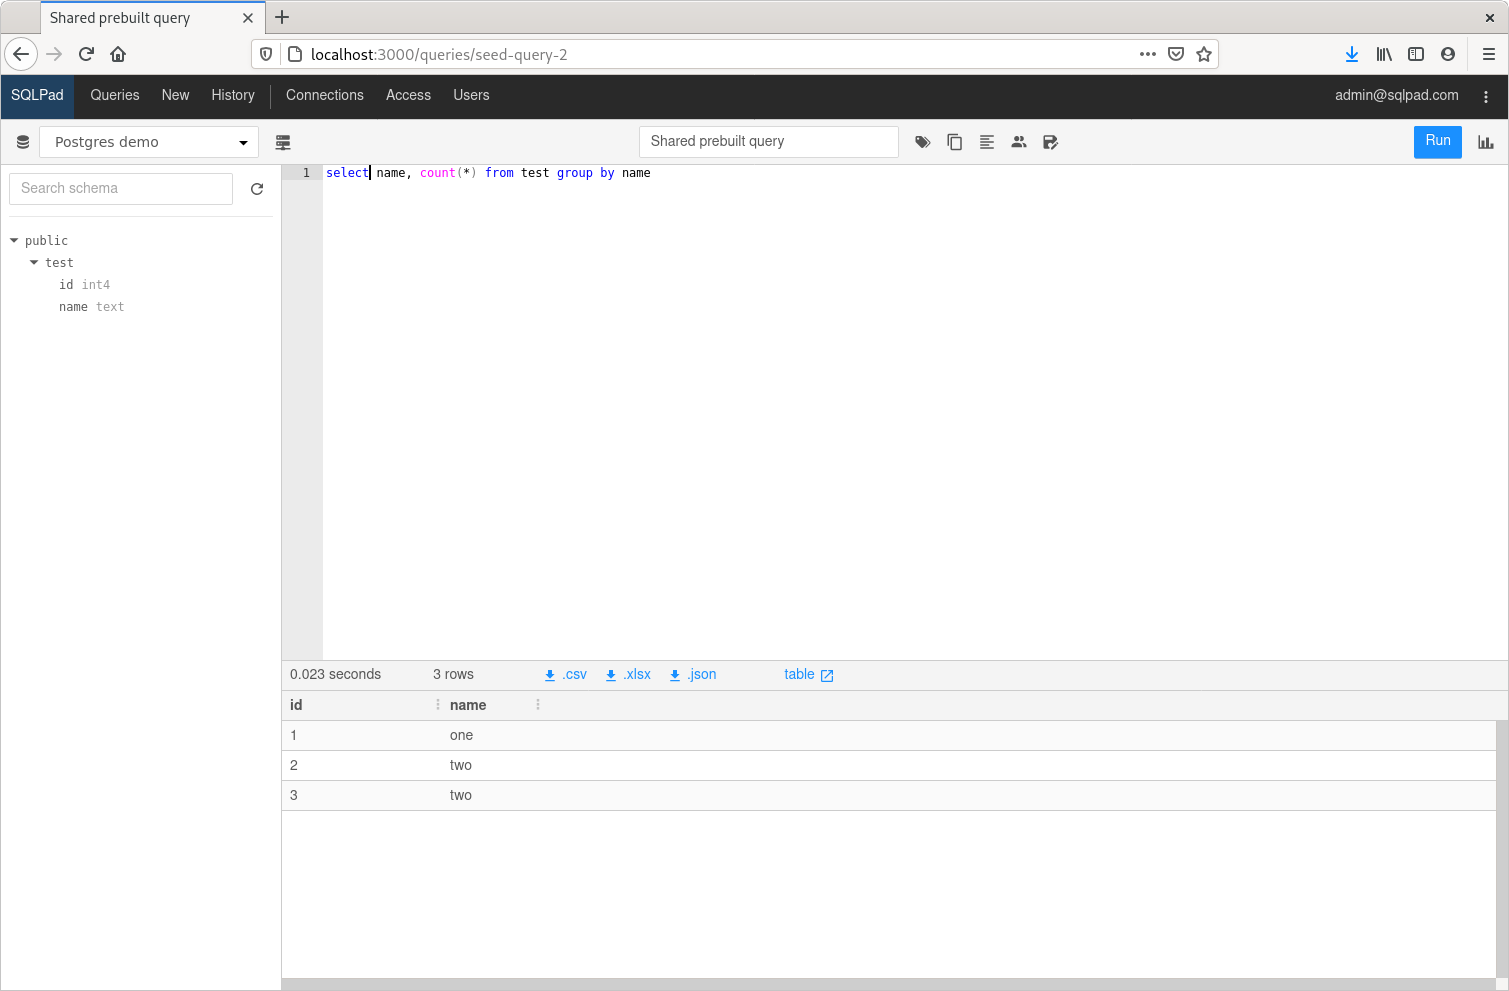 Shared prebuilt query
localhost:3000/queries/seed-query-2
SQLPad Queries New History Connections Access Users admin@sqlpad.com
Postgres demo Shared prebuilt query Run
Search schema
1 select name, count(*) from test group by name
public
test
id int4
name text
0.023 seconds 3 rows .csv .xlsx .json table
id name
1 one
2 two
3 two